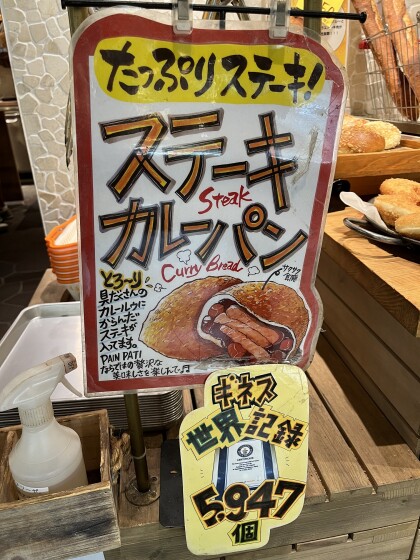 たっぷりステーキ!
ステーキ
Steak
カレーパン
Curry Bread
サクサク
食感
とろ〜り
具だくさんの
カレールウに
からんだ
ステーキが
入ってます。
PAIN PATI
ならではの贅沢な
美味しさを楽しんで♬
ギネス
世界記録
5,947
個